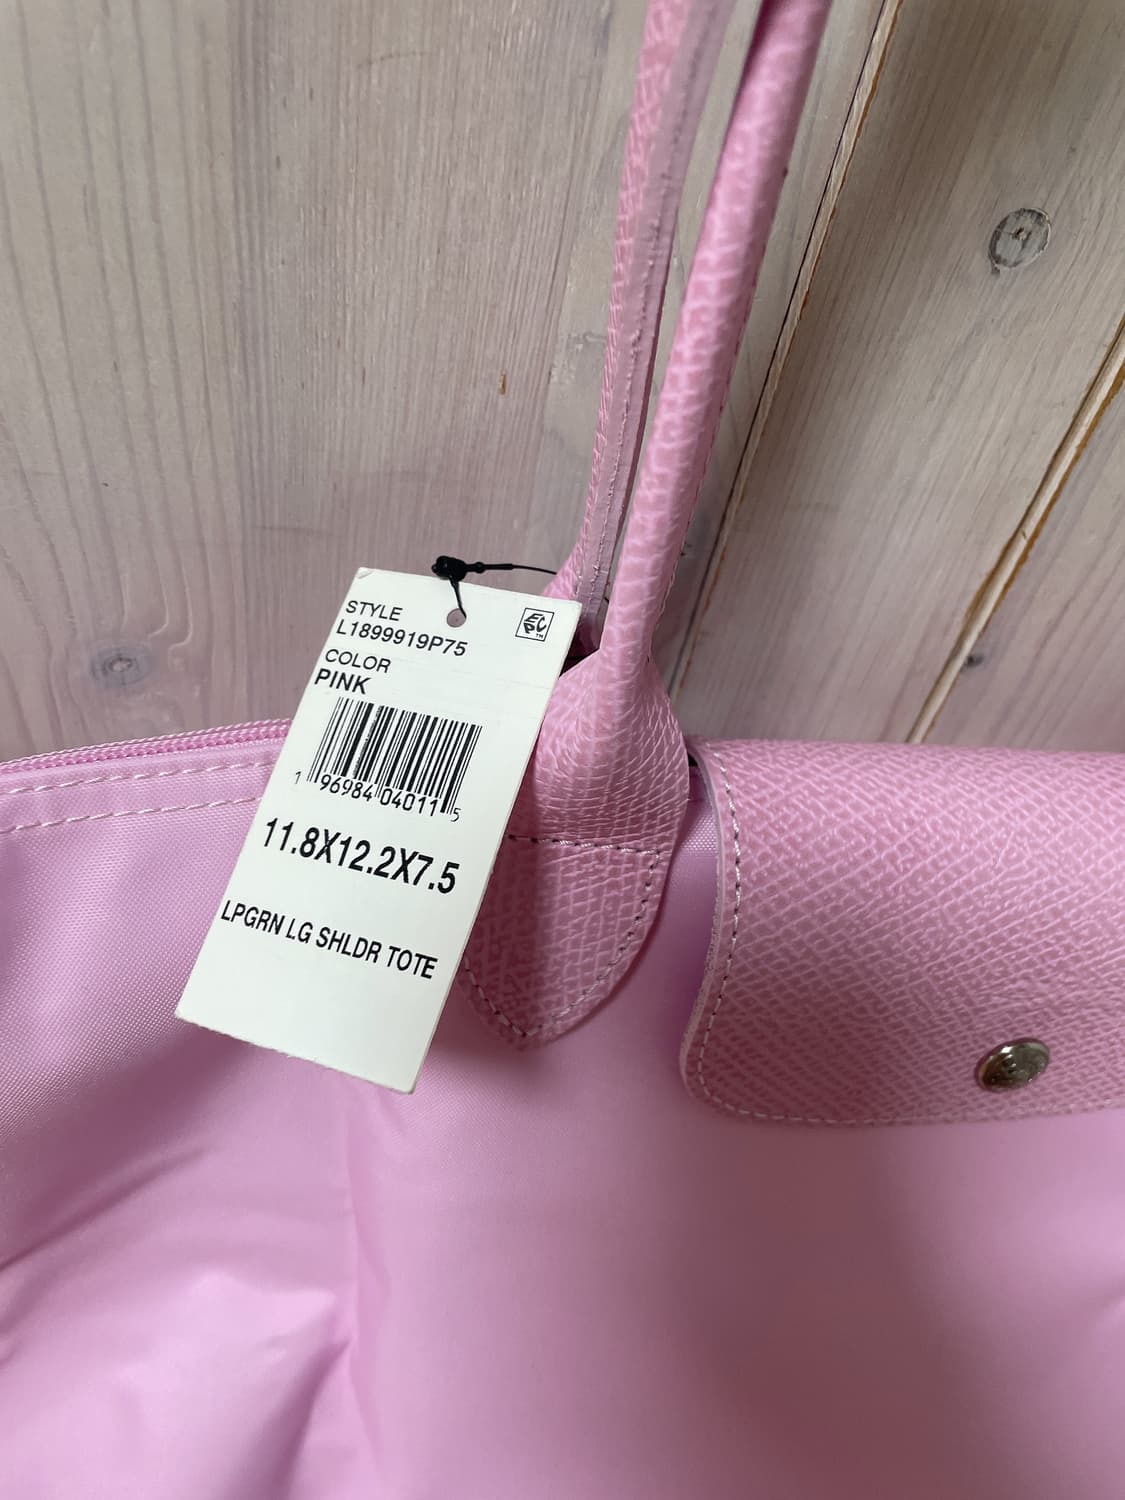 STYLE
L1899919P75
COLOR
PINK
1 96984 04011 5
11.8X12.2X7.5
LPGRN LG SHLDR TOTE